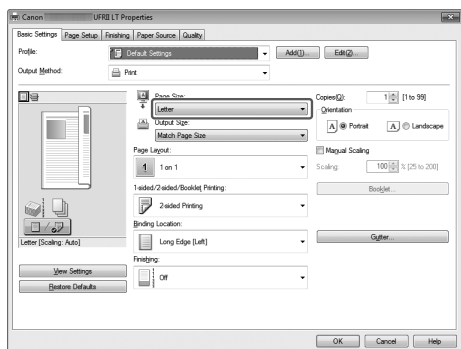 Canon UFRII LT Properties
Basic Settings Page Setup Finishing Paper Source Quality
Profile: Default Settings Add(1)... Edit(2)...
Output Method: Print
Page Size: Copies(Q): 1 [1 to 99]
Letter Orientation
Output Size: A Portrait A Landscape
Match Page Size
Page Layout: Manual Scaling
1 1 on 1 Scaling: 100 % [25 to 200]
1-sided/2-sided/Booklet Printing: Booklet...
2-sided Printing
Binding Location:
Letter [Scaling: Auto] Long Edge [Left] Gutter...
Finishing:
View Settings Off
Restore Defaults
OK Cancel Help